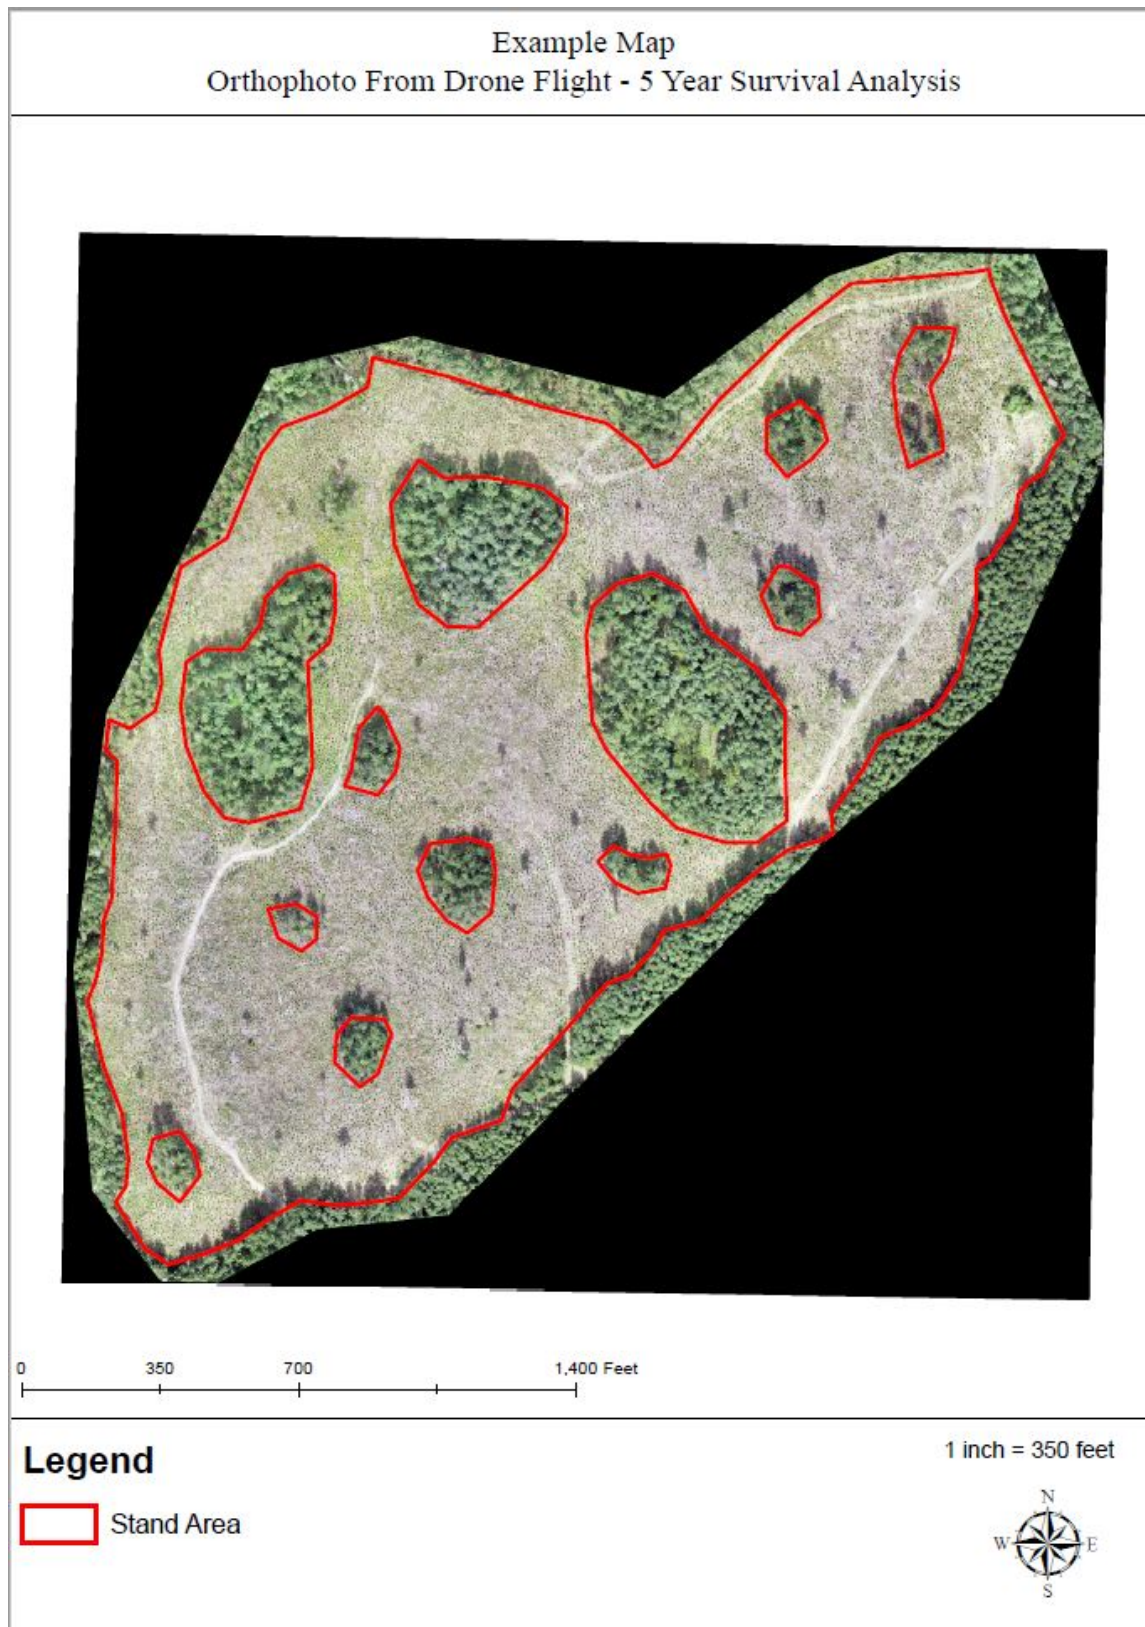 Example Map
Orthophoto From Drone Flight - 5 Year Survival Analysis
0 350 700 1,400 Feet
Legend
1 inch = 350 feet
Stand Area
N
W E
S